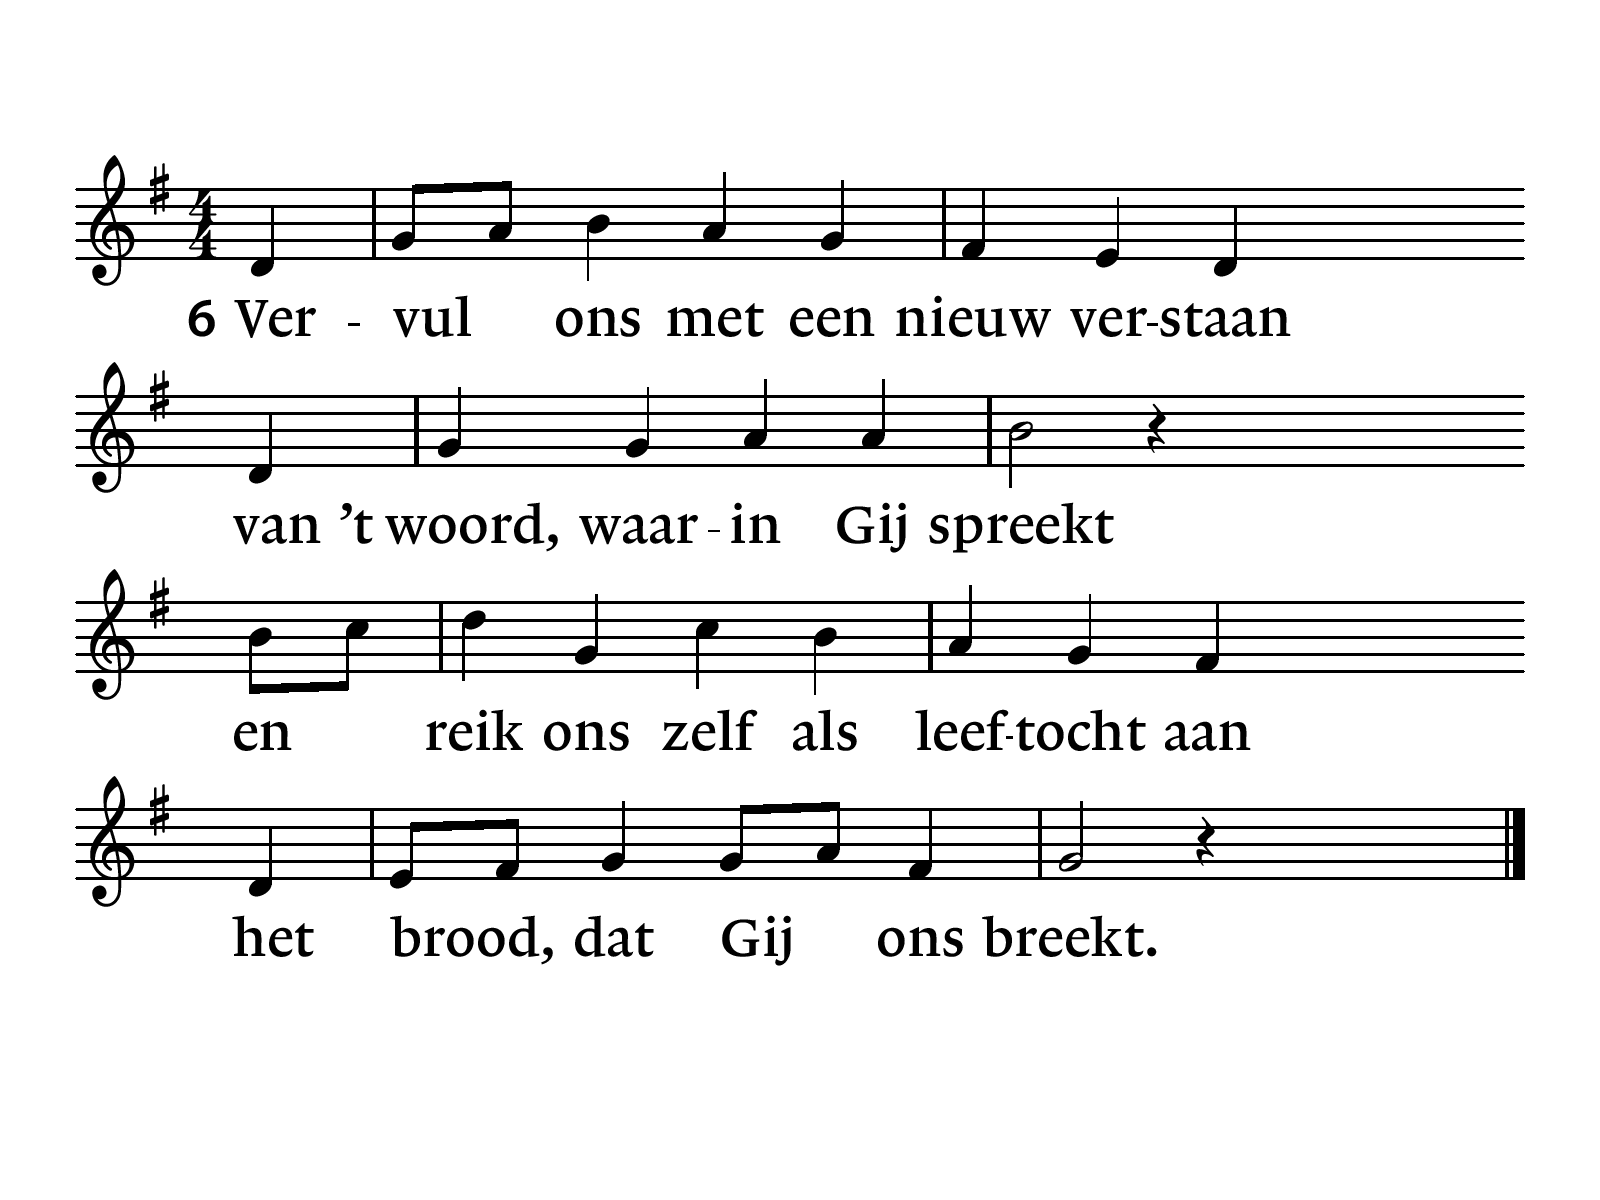 6 Ver - vul ons met een nieuw ver-staan
van ’t woord, waar - in Gij spreekt
en reik ons zelf als leef-tocht aan
het brood, dat Gij ons breekt.